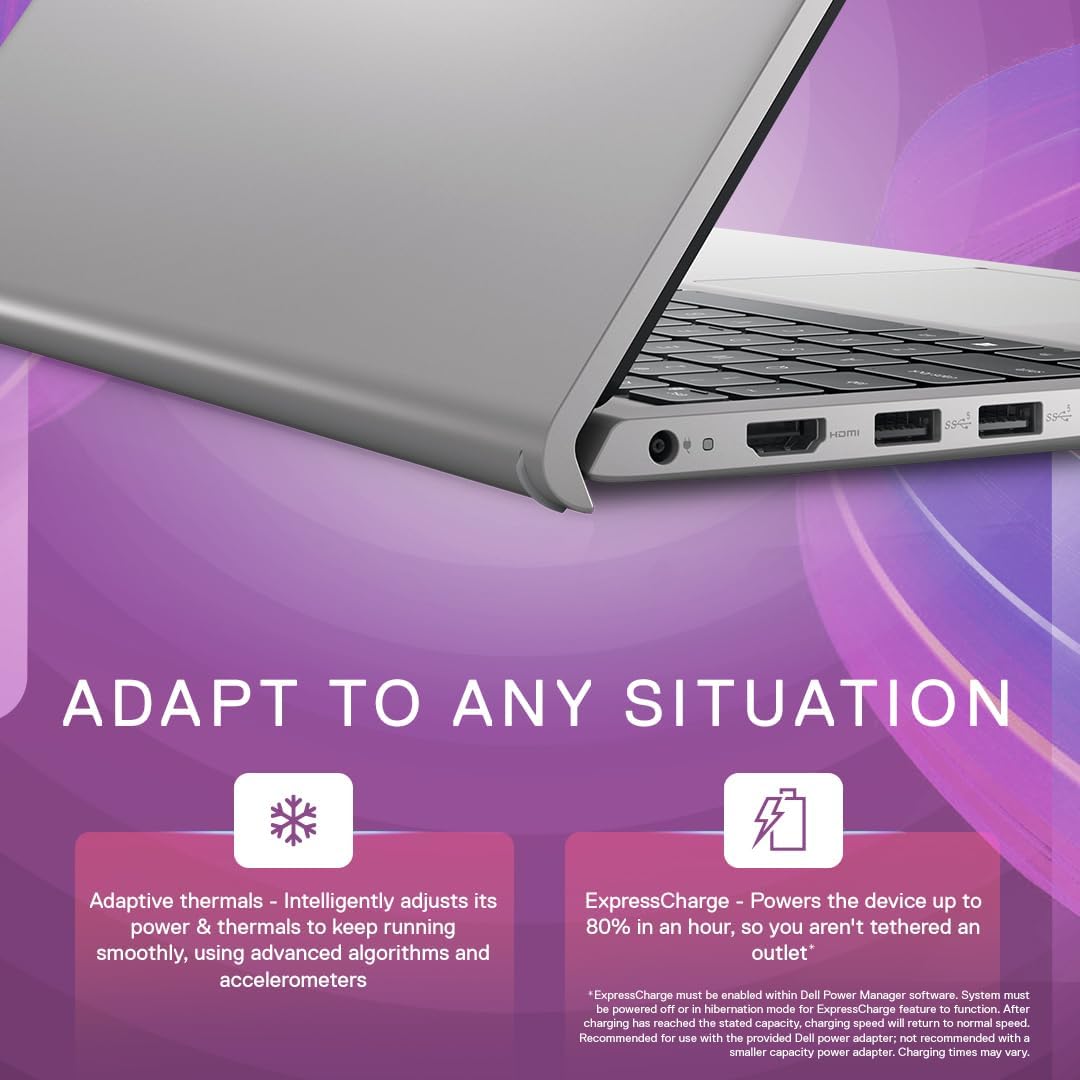 HDMI
SS 5
SS 5
ADAPT TO ANY SITUATION
Adaptive thermals - Intelligently adjusts its
power & thermals to keep running
smoothly, using advanced algorithms and
accelerometers
ExpressCharge - Powers the device up to
80% in an hour, so you aren't tethered an
outlet*
*ExpressCharge must be enabled within Dell Power Manager software. System must
be powered off or in hibernation mode for ExpressCharge feature to function. After
charging has reached the stated capacity, charging speed will return to normal speed.
Recommended for use with the provided Dell power adapter; not recommended with a
smaller capacity power adapter. Charging times may vary.